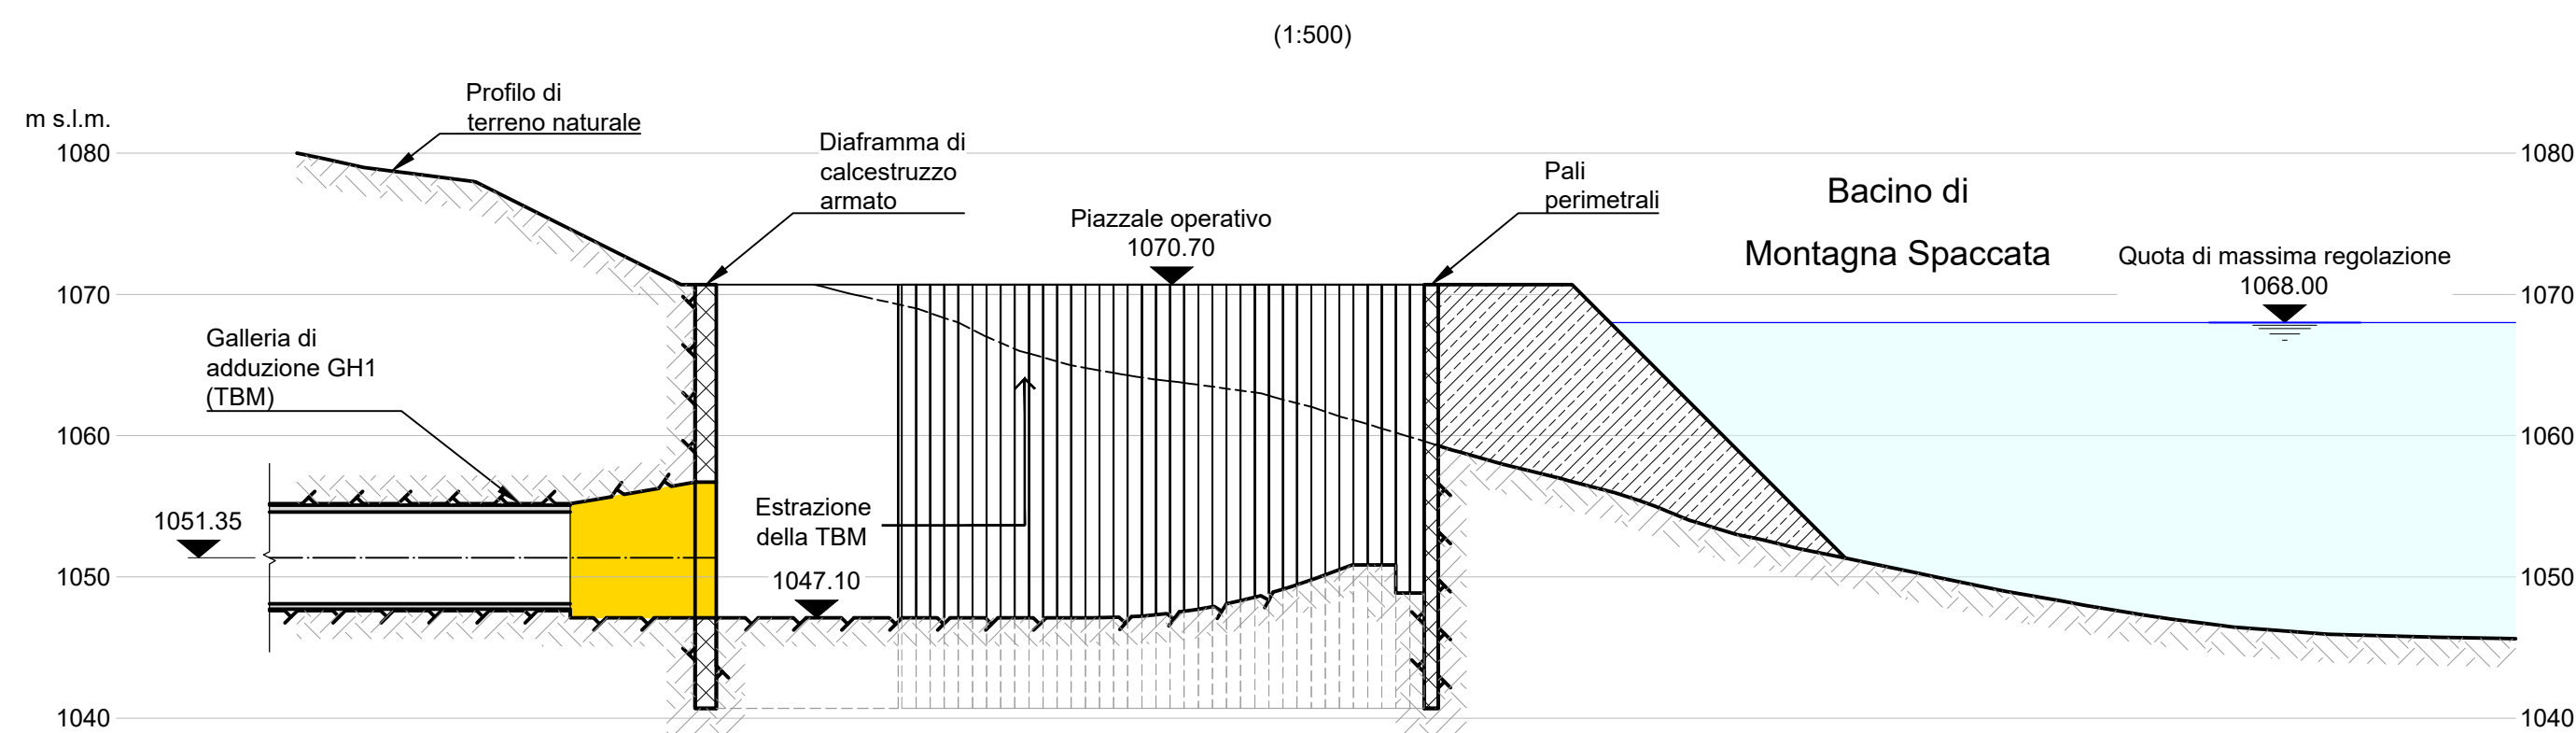 (1:500)
Profilo di
terreno naturale
m s.l.m.
1080
1080
Diaframma di
calcestruzzo
armato
Pali
perimetrali
Bacino di
Montagna Spaccata
Piazzale operativo
1070.70
Quota di massima regolazione
1068.00
1070
1070
Galleria di
adduzione GH1
(TBM)
1060
1060
1051.35
Estrazione
della TBM
1047.10
1050
1050
1040
1040